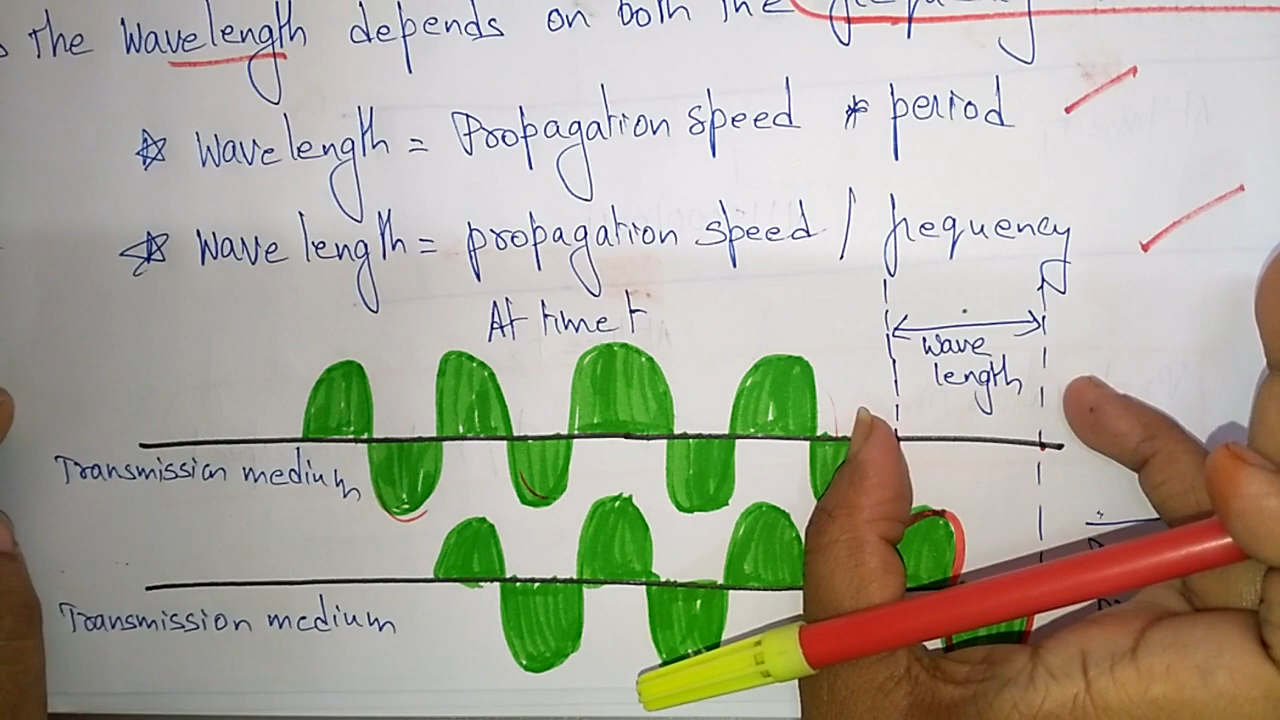 the wavelength depends on both the frequency
☆ Wavelength = Propagation speed * period
☆ Wave length = propagation speed / frequency
At time t
wave
length
Transmission medium
Transmission medium